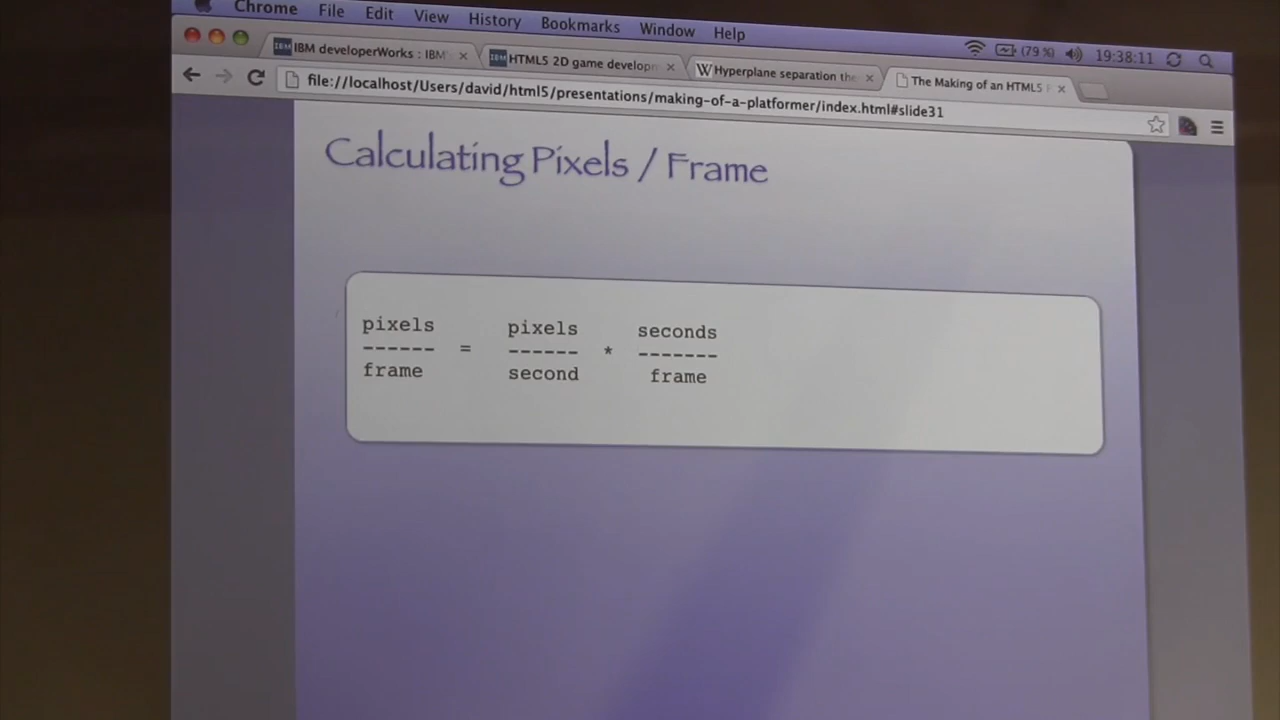 Chrome File Edit View History Bookmarks Window Help (79%) 19:38:11
IBM developerWorks : IBM
HTML5 2D game developm
Hyperplane separation the
The Making of an HTML5
file://localhost/Users/david/html5/presentations/making-of-a-platformer/index.html#slide31
Calculating Pixels / Frame
pixels pixels seconds
------ = ------ * -------
frame second frame